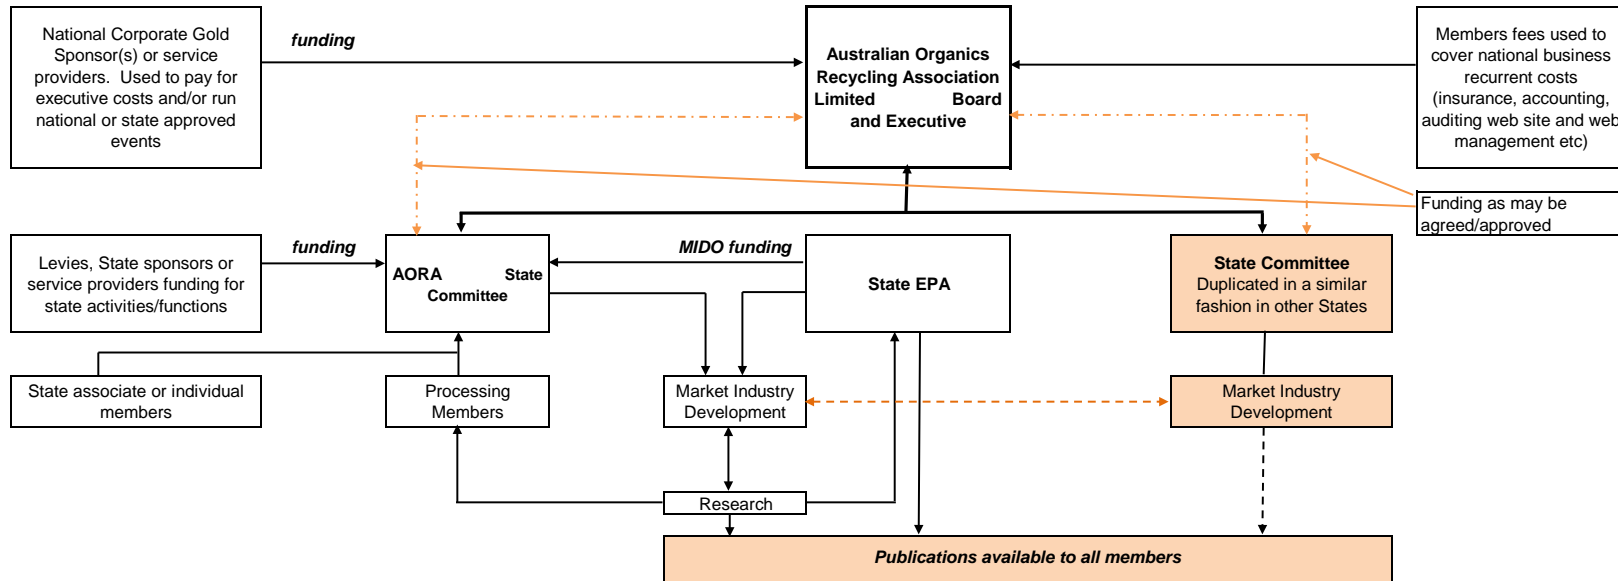 National Corporate Gold
Sponsor(s) or service
providers. Used to pay for
executive costs and/or run
national or state approved
events
funding
Australian Organics
Recycling Association
Limited Board
and Executive
Members fees used to
cover national business
recurrent costs
(insurance, accounting,
auditing web site and web
management etc)
Funding as may be
agreed/approved
Levies, State sponsors or
service providers funding for
state activities/functions
funding
AORA State
Committee
MIDO funding
State EPA
State Committee
Duplicated in a similar
fashion in other States
State associate or individual
members
Processing
Members
Market Industry
Development
Market Industry
Development
Research
Publications available to all members